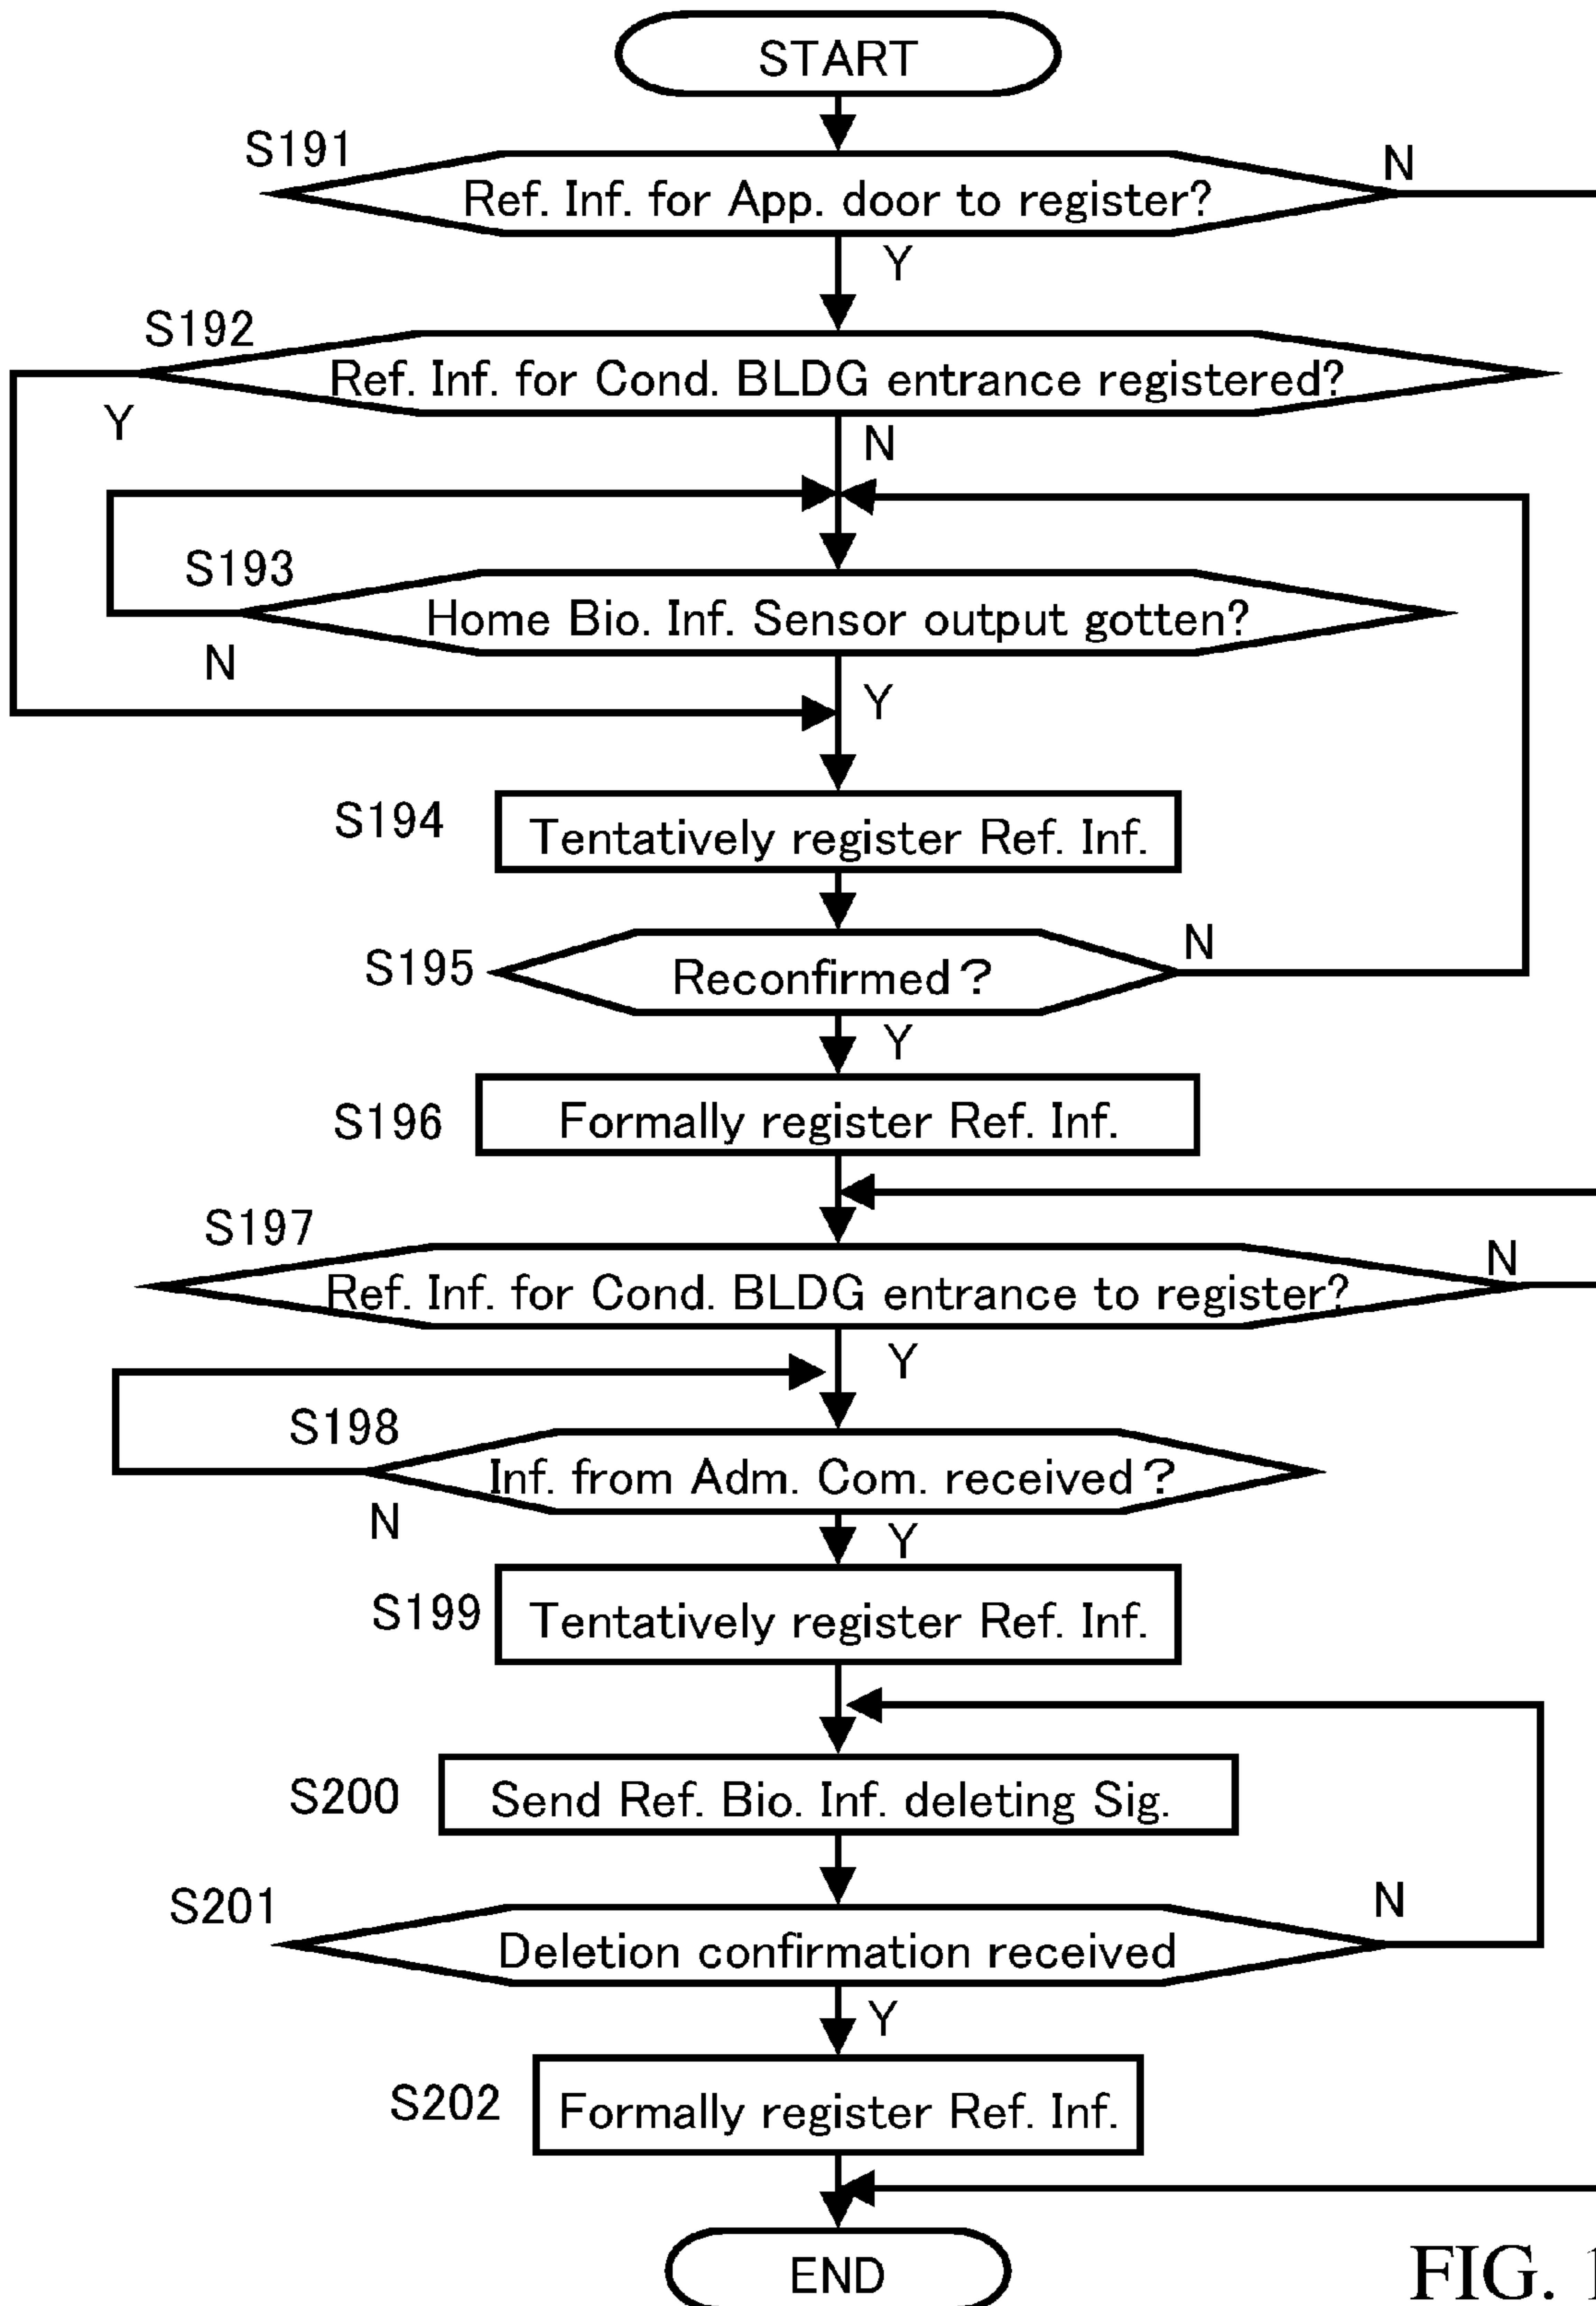 START
S191
N
Ref. Inf. for App. door to register?
Y
S192
Ref. Inf. for Cond. BLDG entrance registered?
Y
N
S193
Home Bio. Inf. Sensor output gotten?
N
Y
S194
Tentatively register Ref. Inf.
S195
N
Reconfirmed?
Y
S196
Formally register Ref. Inf.
S197
N
Ref. Inf. for Cond. BLDG entrance to register?
Y
S198
Inf. from Adm. Com. received?
N
Y
S199
Tentatively register Ref. Inf.
S200
Send Ref. Bio. Inf. deleting Sig.
S201
N
Deletion confirmation received
Y
S202
Formally register Ref. Inf.
END
FIG.